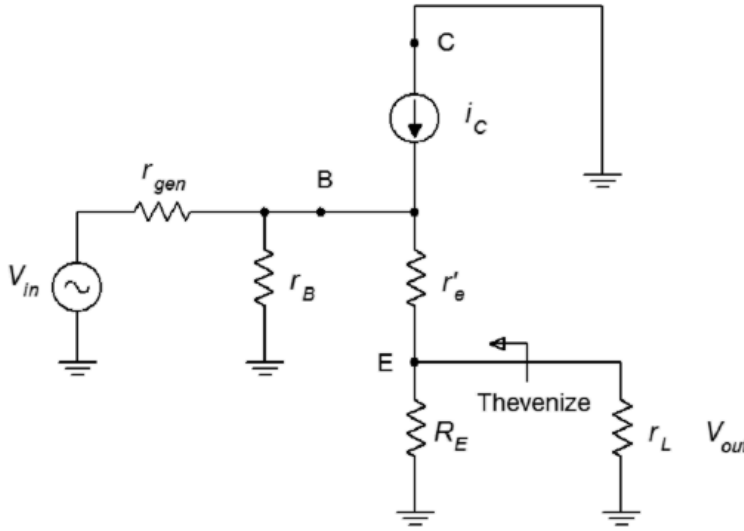 C
i_C
r_gen
B
V_in
r_B
r'_e
E
Thevenize
R_E
r_L
V_out